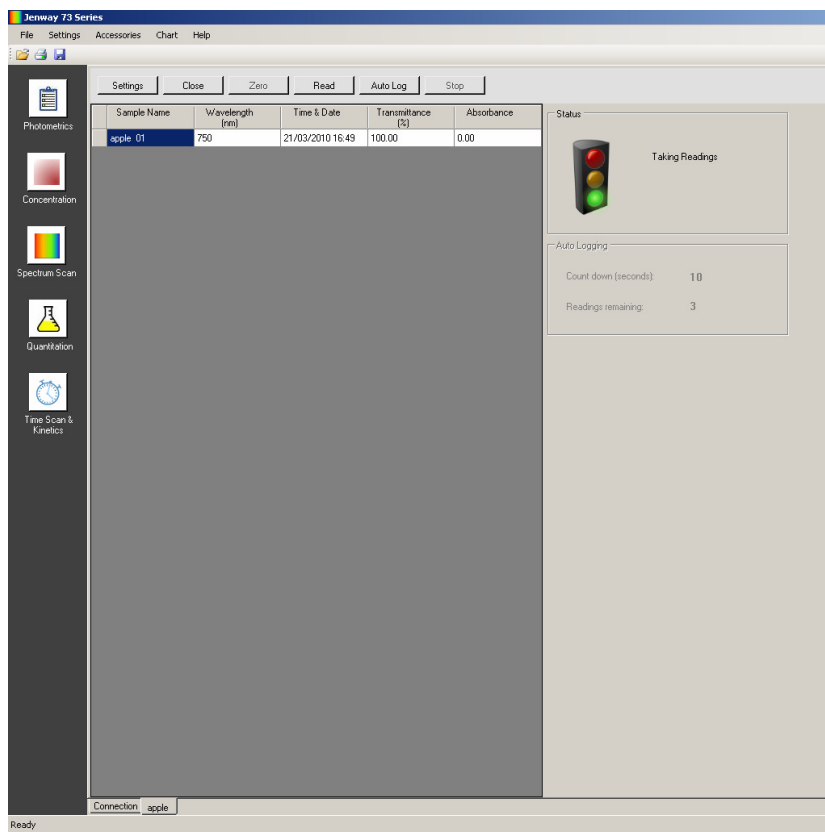 Jenway 73 Series
File Settings Accessories Chart Help
Settings Close Zero Read Auto Log Stop
Photometrics
Concentration
Spectrum Scan
Quantitation
Time Scan &
Kinetics
Sample Name Wavelength (nm) Time & Date Transmittance (%) Absorbance
apple 01 750 21/03/2010 16:49 100.00 0.00
Status
Taking Readings
Auto Logging
Count down (seconds): 10
Readings remaining: 3
Connection apple
Ready